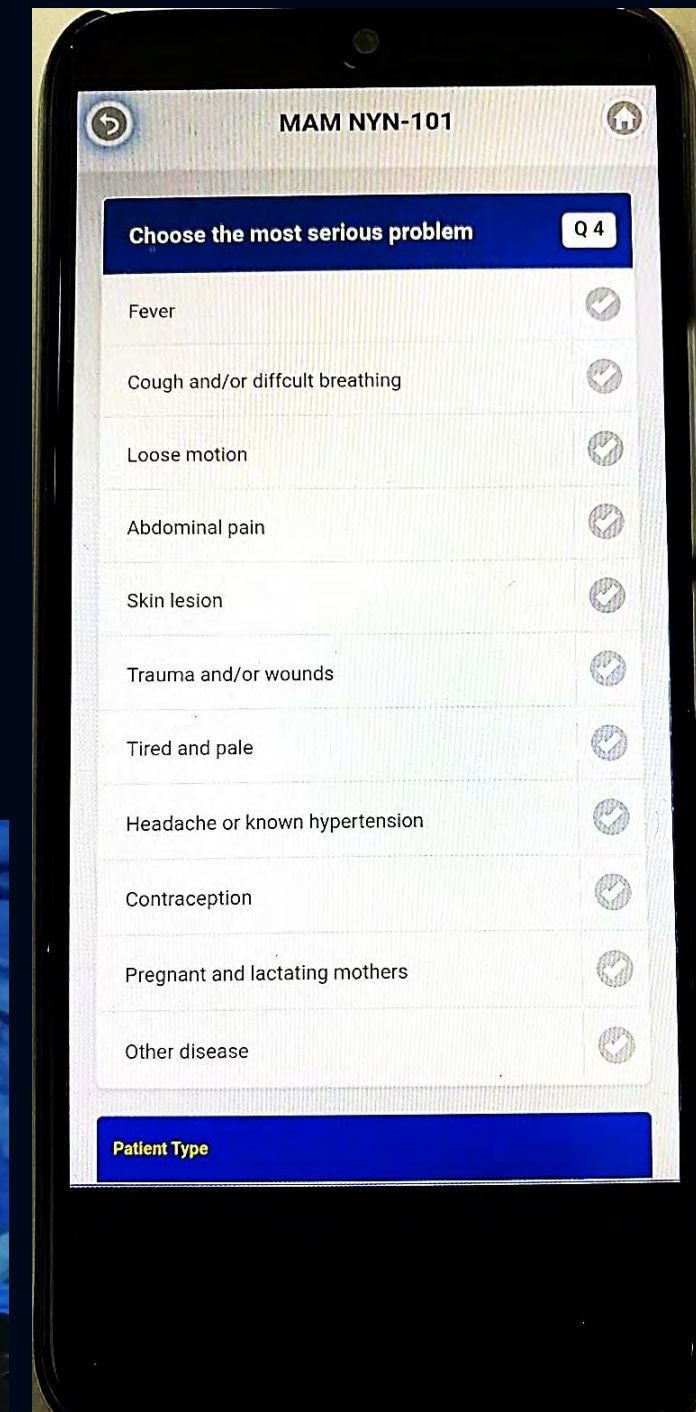 MAM NYN-101
Choose the most serious problem
Q 4
Fever
Cough and/or diffcult breathing
Loose motion
Abdominal pain
Skin lesion
Trauma and/or wounds
Tired and pale
Headache or known hypertension
Contraception
Pregnant and lactating mothers
Other disease
Patient Type